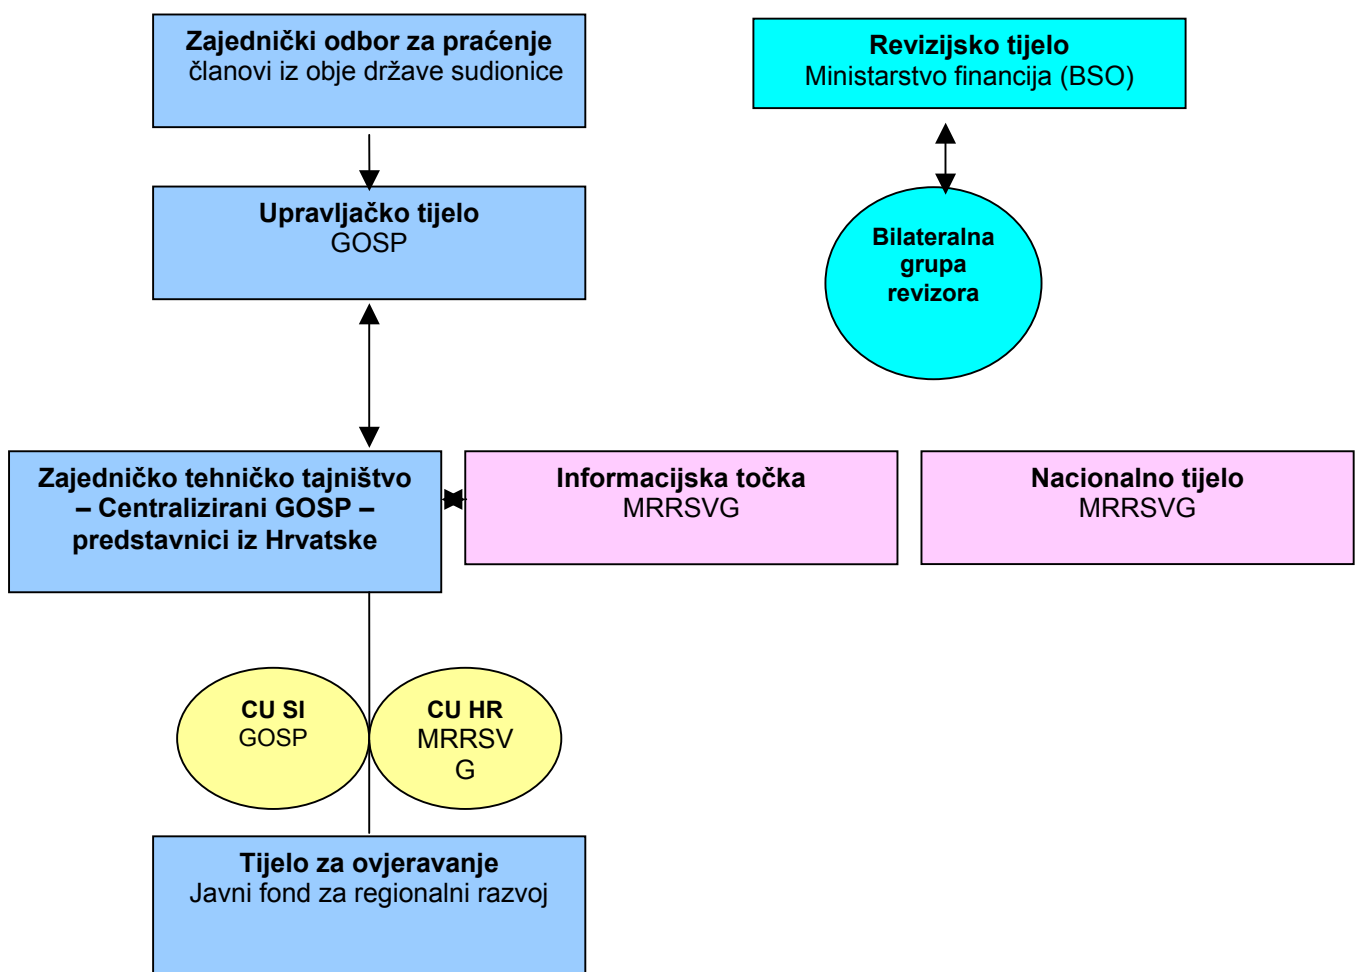 Zajednički odbor za praćenje
članovi iz obje države sudionice
Revizijsko tijelo
Ministarstvo financija (BSO)
Upravljačko tijelo
GOSP
Bilateralna
grupa
revizora
Zajedničko tehničko tajništvo
– Centralizirani GOSP –
predstavnici iz Hrvatske
Informacijska točka
MRRSVG
Nacionalno tijelo
MRRSVG
CU SI
GOSP
CU HR
MRRSV
G
Tijelo za ovjeravanje
Javni fond za regionalni razvoj